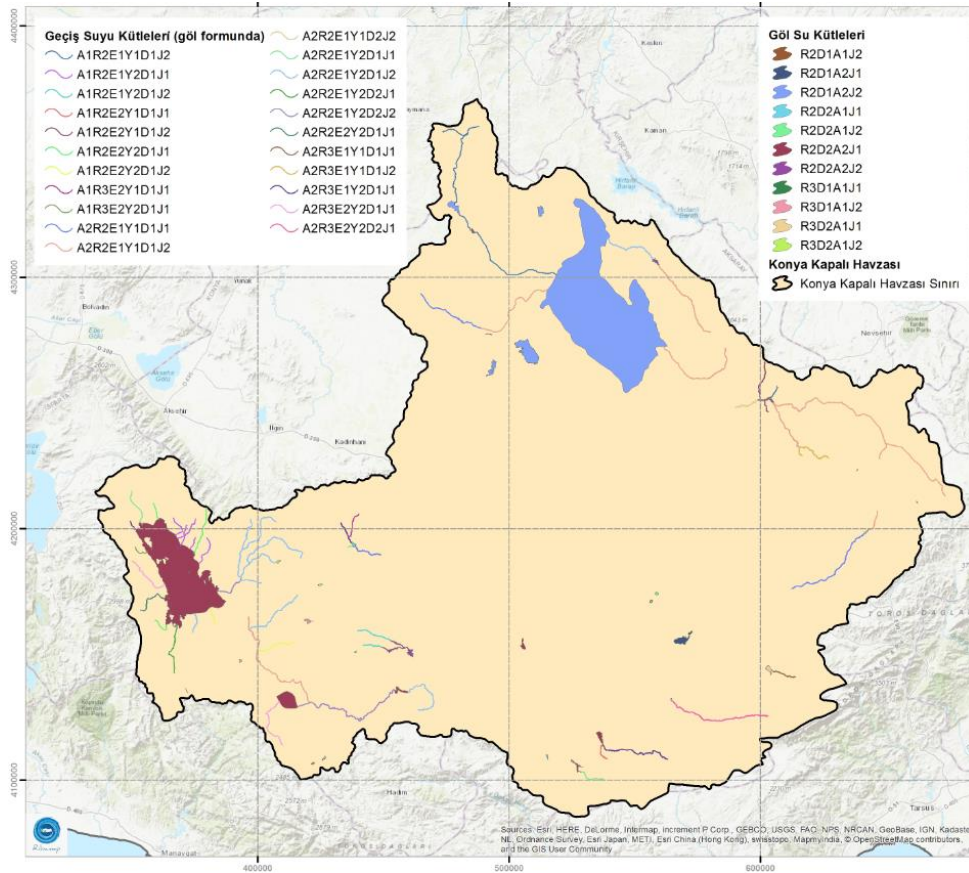 Geçiş Suyu Kütleleri (göl formunda)
A1R2E1Y1D1J2
A1R2E1Y2D1J1
A1R2E1Y2D1J2
A1R2E2Y1D1J1
A1R2E2Y1D1J2
A1R2E2Y2D1J1
A1R2E2Y2D1J2
A1R3E2Y1D1J1
A1R3E2Y2D1J1
A2R2E1Y1D1J1
A2R2E1Y1D1J2
A2R2E1Y1D2J2
A2R2E1Y2D1J1
A2R2E1Y2D1J2
A2R2E1Y2D2J1
A2R2E1Y2D2J2
A2R2E2Y2D1J1
A2R3E1Y1D1J1
A2R3E1Y1D1J2
A2R3E1Y2D1J1
A2R3E2Y2D1J1
A2R3E2Y2D2J1
Göl Su Kütleleri
R2D1A1J2
R2D1A2J1
R2D1A2J2
R2D2A1J1
R2D2A1J2
R2D2A2J1
R2D2A2J2
R3D1A1J1
R3D1A1J2
R3D2A1J1
R3D2A1J2
Konya Kapalı Havzası
Konya Kapalı Havzası Sınırı
4400000
4300000
4200000
4100000
400000
500000
600000
Kaman
Bolvadin
Akşehir
Ilgın
Kadınhanı
Nevşehir
AKSARAY
TOROS DAĞLARI
Hadim
Manavgat
Tarsus
Sources: Esri, HERE, DeLorme, Intermap, increment P Corp., GEBCO, USGS, FAO, NPS, NRCAN, GeoBase, IGN, Kadaster
NL, Ordnance Survey, Esri Japan, METI, Esri China (Hong Kong), swisstopo, MapmyIndia, © OpenStreetMap contributors,
and the GIS User Community